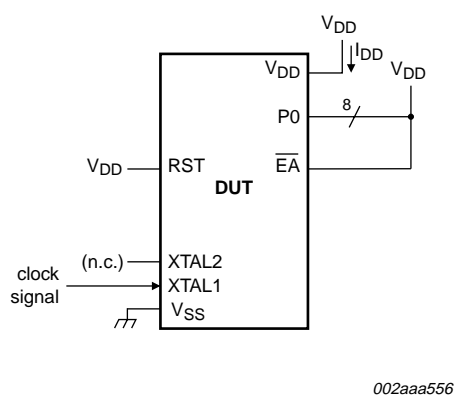 VDD
IDD
VDD
VDD
8
P0
VDD
RST
EA
DUT
(n.c.)
XTAL2
clock
signal
XTAL1
VSS
002aaa556